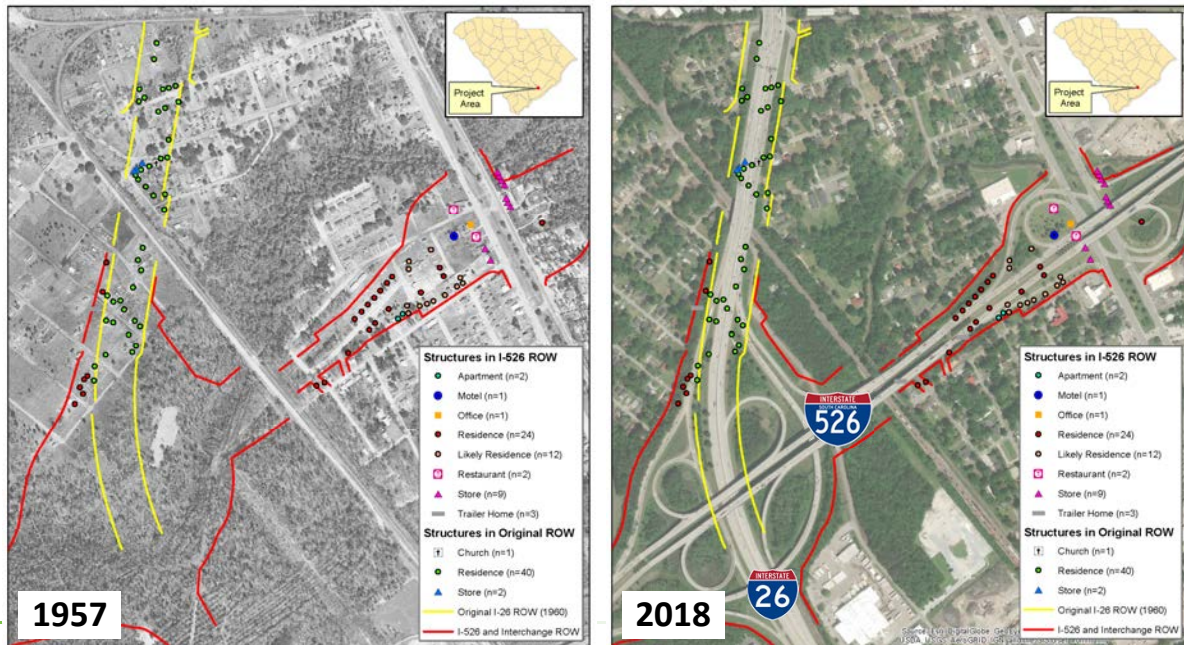 Project
Area
Structures in I-526 ROW
Apartment (n=2)
Motel (n=1)
Office (n=1)
Residence (n=24)
Likely Residence (n=12)
Restaurant (n=2)
Store (n=9)
Trailer Home (n=3)
Structures in Original ROW
Church (n=1)
Residence (n=40)
Store (n=2)
Original I-26 ROW (1960)
I-526 and Interchange ROW
1957
Project
Area
INTERSTATE
SOUTH CAROLINA
526
INTERSTATE
26
Structures in I-526 ROW
Apartment (n=2)
Motel (n=1)
Office (n=1)
Residence (n=24)
Likely Residence (n=12)
Restaurant (n=2)
Store (n=9)
Trailer Home (n=3)
Structures in Original ROW
Church (n=1)
Residence (n=40)
Store (n=2)
Original I-26 ROW (1960)
I-526 and Interchange ROW
2018